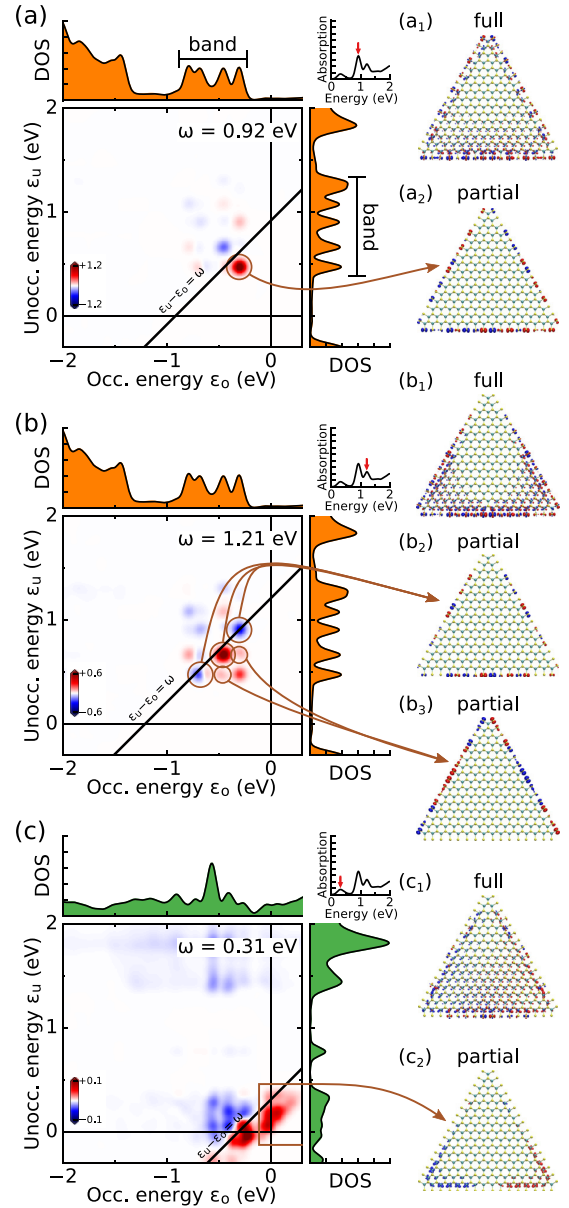 (a)
DOS
band
Absorption
0 1 2
Energy (eV)
(a₁) full
Unocc. energy εᵤ (eV)
2
1
0
ω = 0.92 eV
+1.2
−1.2
εᵤ−εₒ=ω
band
−2 −1 0
Occ. energy εₒ (eV)
DOS
(a₂) partial
(b)
DOS
Absorption
0 1 2
Energy (eV)
(b₁) full
Unocc. energy εᵤ (eV)
2
1
0
ω = 1.21 eV
+0.6
−0.6
εᵤ−εₒ=ω
−2 −1 0
Occ. energy εₒ (eV)
DOS
(b₂) partial
(b₃) partial
(c)
DOS
Absorption
0 1 2
Energy (eV)
(c₁) full
Unocc. energy εᵤ (eV)
2
1
0
ω = 0.31 eV
+0.1
−0.1
εᵤ−εₒ=ω
−2 −1 0
Occ. energy εₒ (eV)
DOS
(c₂) partial